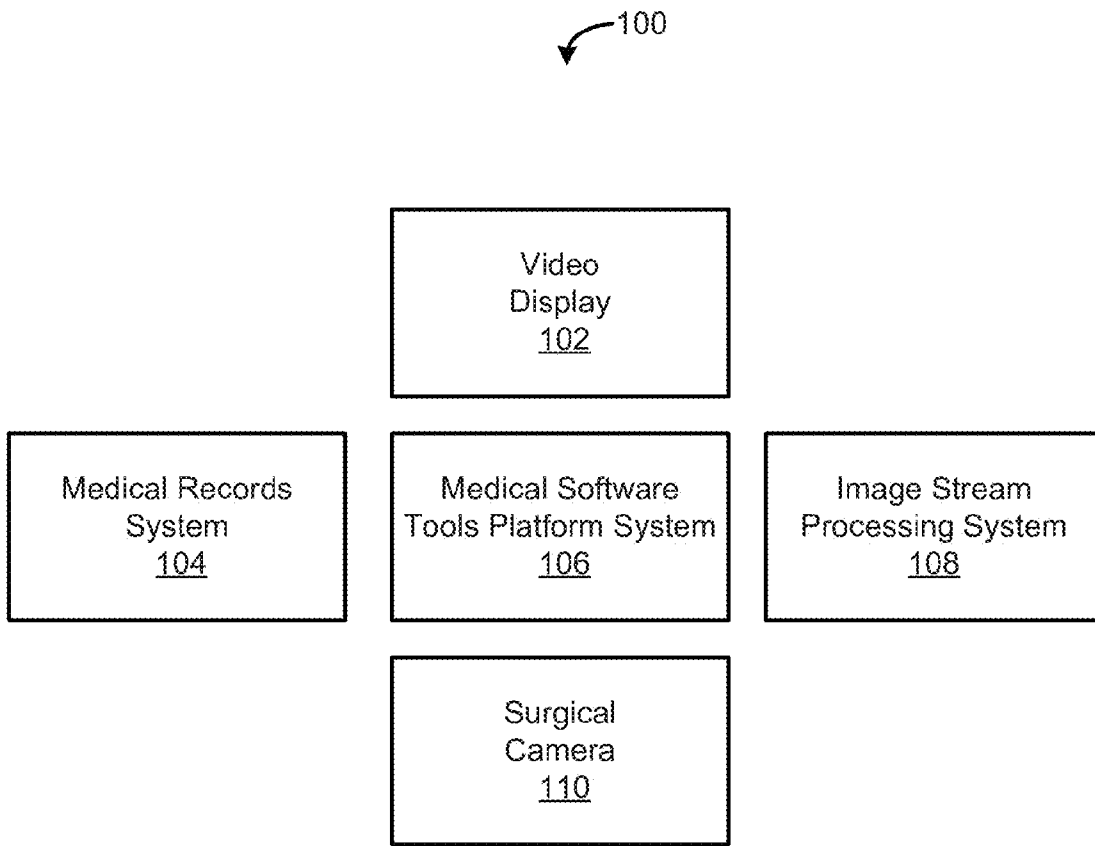 100
Video
Display
102
Medical Records
System
104
Medical Software
Tools Platform System
106
Image Stream
Processing System
108
Surgical
Camera
110